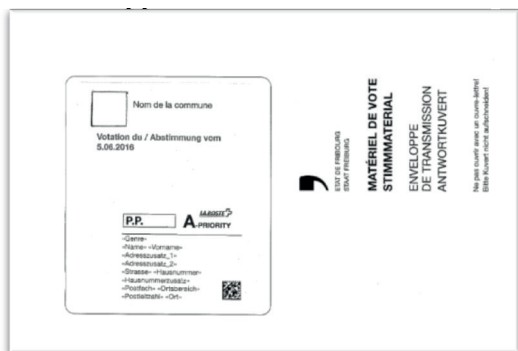 Nom de la commune
Votation du / Abstimmung vom
5.06.2016
P.P.
LA POSTE
A-PRIORITY
«Genre»
«Name» «Vorname»
«Adresszusatz_1»
«Adresszusatz_2»
«Strasse» «Hausnummer»
«Hausnummerzusatz»
«Postfach» «Ortsbereich»
«Postleitzahl» «Ort»
ETAT DE FRIBOURG
STAAT FREIBURG
MATÉRIEL DE VOTE
STIMMMATERIAL
ENVELOPPE
DE TRANSMISSION
ANTWORTKUVERT
Ne pas ouvrir avec un ouvre-lettre!
Bitte Kuvert nicht aufschneiden!